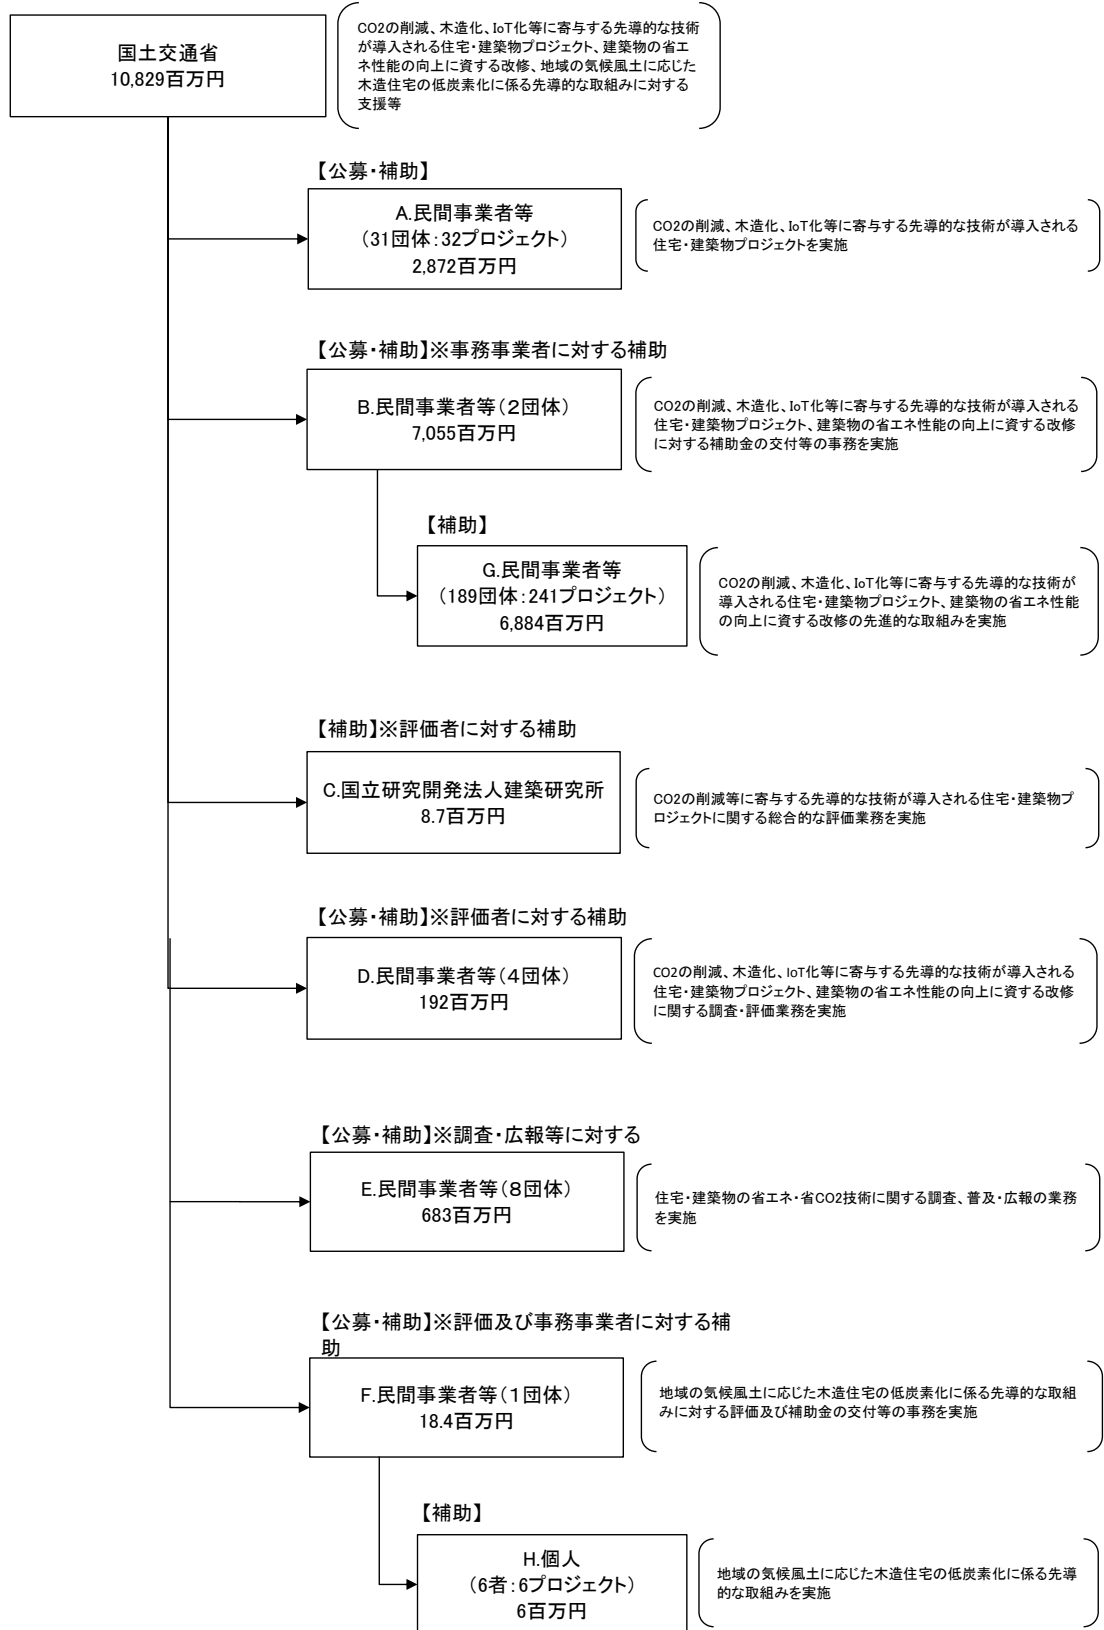 国土交通省
10,829百万円
CO2の削減、木造化、IoT化等に寄与する先導的な技術
が導入される住宅・建築物プロジェクト、建築物の省エ
ネ性能の向上に資する改修、地域の気候風土に応じた
木造住宅の低炭素化に係る先導的な取組みに対する
支援等
【公募・補助】
A.民間事業者等
（31団体：32プロジェクト）
2,872百万円
CO2の削減、木造化、IoT化等に寄与する先導的な技術が導入される
住宅・建築物プロジェクトを実施
【公募・補助】※事務事業者に対する補助
B.民間事業者等（２団体）
7,055百万円
CO2の削減、木造化、IoT化等に寄与する先導的な技術が導入される
住宅・建築物プロジェクト、建築物の省エネ性能の向上に資する改修
に対する補助金の交付等の事務を実施
【補助】
G.民間事業者等
（189団体：241プロジェクト）
6,884百万円
CO2の削減、木造化、IoT化等に寄与する先導的な技術が
導入される住宅・建築物プロジェクト、建築物の省エネ性能
の向上に資する改修の先進的な取組みを実施
【補助】※評価者に対する補助
C.国立研究開発法人建築研究所
8.7百万円
CO2の削減等に寄与する先導的な技術が導入される住宅・建築物プ
ロジェクトに関する総合的な評価業務を実施
【公募・補助】※評価者に対する補助
D.民間事業者等（４団体）
192百万円
CO2の削減、木造化、IoT化等に寄与する先導的な技術が導入される
住宅・建築物プロジェクト、建築物の省エネ性能の向上に資する改修
に関する調査・評価業務を実施
【公募・補助】※調査・広報等に対する
E.民間事業者等（８団体）
683百万円
住宅・建築物の省エネ・省CO2技術に関する調査、普及・広報の業務
を実施
【公募・補助】※評価及び事務事業者に対する補
助
F.民間事業者等（１団体）
18.4百万円
地域の気候風土に応じた木造住宅の低炭素化に係る先導的な取組
みに対する評価及び補助金の交付等の事務を実施
【補助】
H.個人
（6者：6プロジェクト）
6百万円
地域の気候風土に応じた木造住宅の低炭素化に係る先導
的な取組みを実施